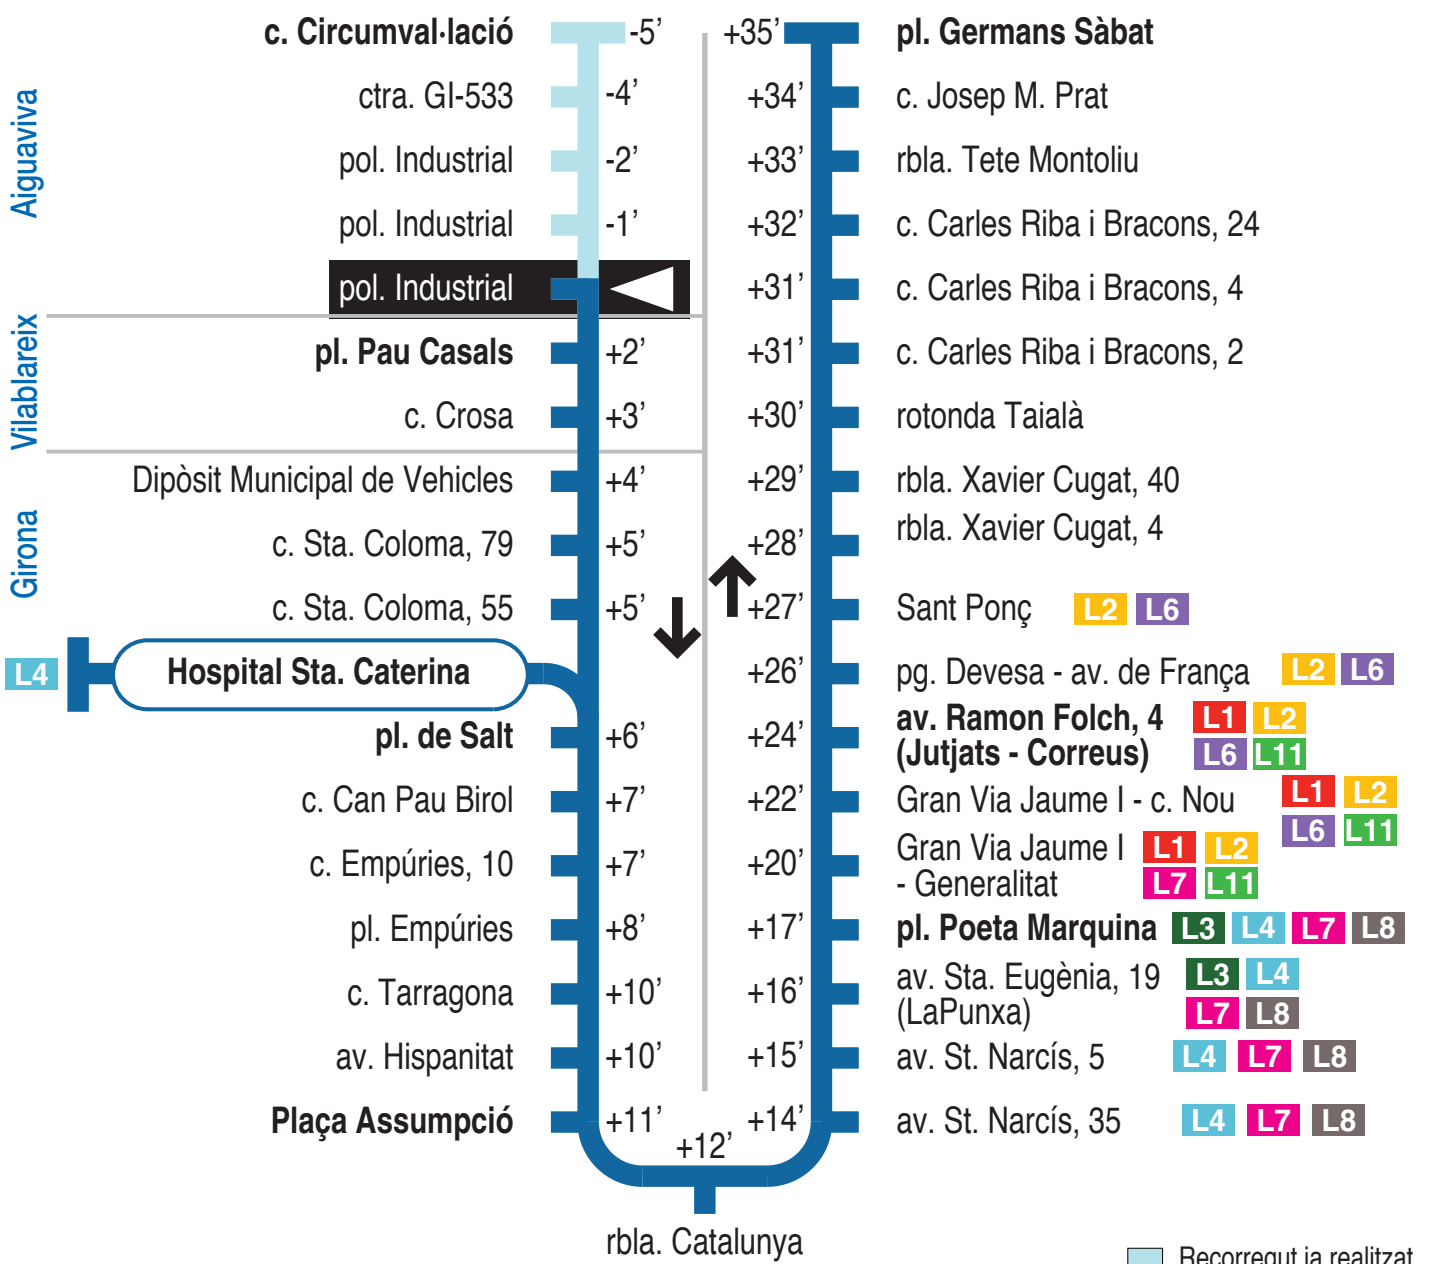 Aiguaviva
c. Circumval·lació -5’
ctra. GI-533 -4’
pol. Industrial -2’
pol. Industrial -1’
pol. Industrial
Vilablareix
pl. Pau Casals +2’
c. Crosa +3’
Girona
Dipòsit Municipal de Vehicles +4’
c. Sta. Coloma, 79 +5’
c. Sta. Coloma, 55 +5’
L4 Hospital Sta. Caterina
pl. de Salt +6’
c. Can Pau Birol +7’
c. Empúries, 10 +7’
pl. Empúries +8’
c. Tarragona +10’
av. Hispanitat +10’
Plaça Assumpció +11’
+12’
rbla. Catalunya
+35’ pl. Germans Sàbat
+34’ c. Josep M. Prat
+33’ rbla. Tete Montoliu
+32’ c. Carles Riba i Bracons, 24
+31’ c. Carles Riba i Bracons, 4
+31’ c. Carles Riba i Bracons, 2
+30’ rotonda Taialà
+29’ rbla. Xavier Cugat, 40
+28’ rbla. Xavier Cugat, 4
+27’ Sant Ponç L2 L6
+26’ pg. Devesa - av. de França L2 L6
+24’ av. Ramon Folch, 4 L1 L2
(Jutjats - Correus) L6 L11
+22’ Gran Via Jaume I - c. Nou L1 L2
L6 L11
+20’ Gran Via Jaume I L1 L2
- Generalitat L7 L11
+17’ pl. Poeta Marquina L3 L4 L7 L8
+16’ av. Sta. Eugènia, 19 L3 L4
(LaPunxa) L7 L8
+15’ av. St. Narcís, 5 L4 L7 L8
+14’ av. St. Narcís, 35 L4 L7 L8
Recorregut ja realitzat